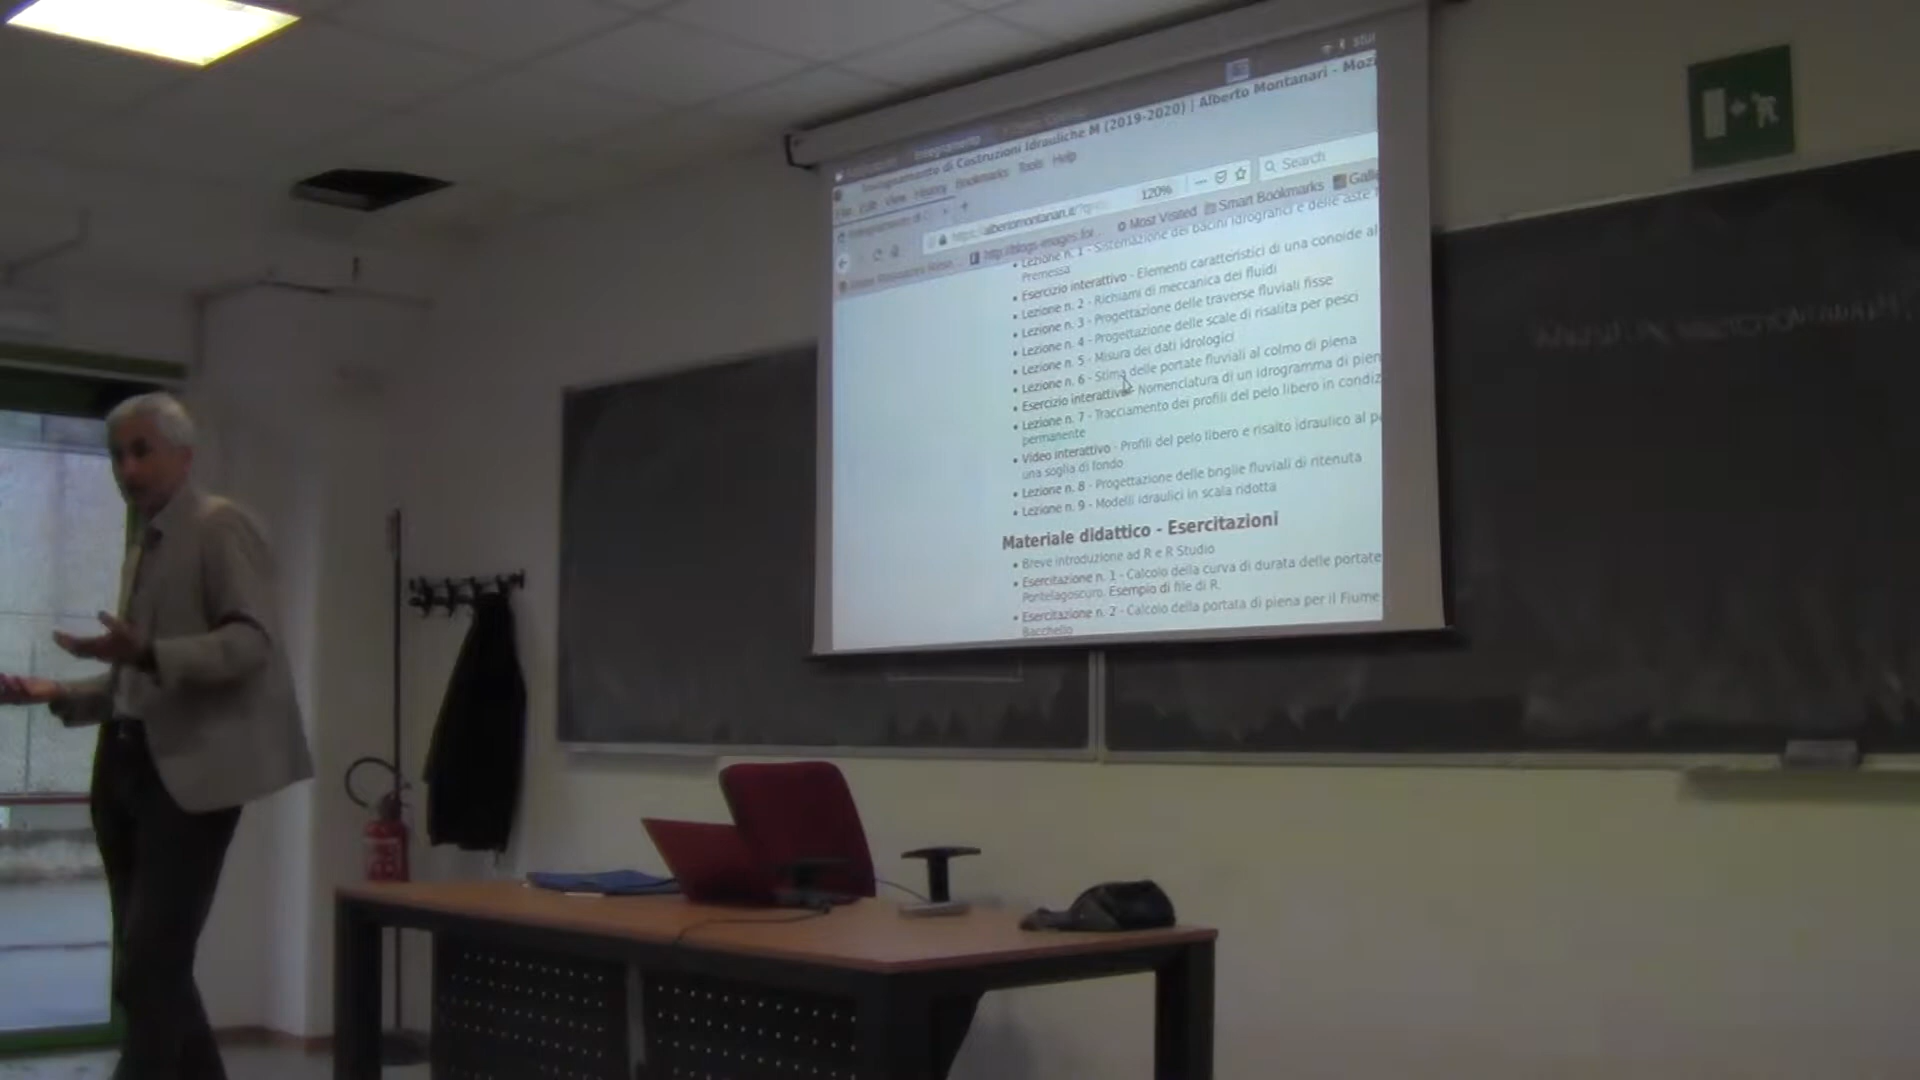 stud
Insegnamento di Costruzioni Idrauliche M (2019-2020) | Alberto Montanari - Mozi
File Edit View History Bookmarks Tools Help
120%
Search
Most Visited
Smart Bookmarks
Galle
• Lezione n. 1 - Sistemazione dei bacini idrografici e delle aste
Premessa
• Esercizio interattivo - Elementi caratteristici di una conoide al
• Lezione n. 2 - Richiami di meccanica dei fluidi
• Lezione n. 3 - Progettazione delle traverse fluviali fisse
• Lezione n. 4 - Progettazione delle scale di risalita per pesci
• Lezione n. 5 - Misura dei dati idrologici
• Lezione n. 6 - Stima delle portate fluviali al colmo di piena
• Esercizio interattivo - Nomenclatura di un idrogramma di pien
• Lezione n. 7 - Tracciamento dei profili del pelo libero in condiz
permanente
• Video interattivo - Profili del pelo libero e risalto idraulico al p
una soglia di fondo
• Lezione n. 8 - Progettazione delle briglie fluviali di ritenuta
• Lezione n. 9 - Modelli idraulici in scala ridotta
Materiale didattico - Esercitazioni
• Breve introduzione ad R e R Studio
• Esercitazione n. 1 - Calcolo della curva di durata delle portate
Pontelagoscuro. Esempio di file di R.
• Esercitazione n. 2 - Calcolo della portata di piena per il Fiume
Bacchello